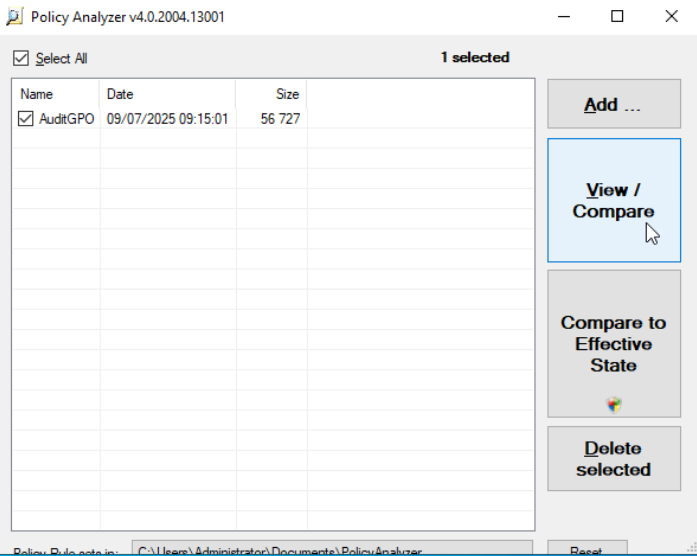 Policy Analyzer v4.0.2004.13001
Select All
1 selected
Name Date Size
AuditGPO 09/07/2025 09:15:01 56 727
Add ...
View /
Compare
Compare to
Effective
State
Delete
selected
Policy Rule sets in: C:\Users\Administrator\Documents\PolicyAnalyzer Reset